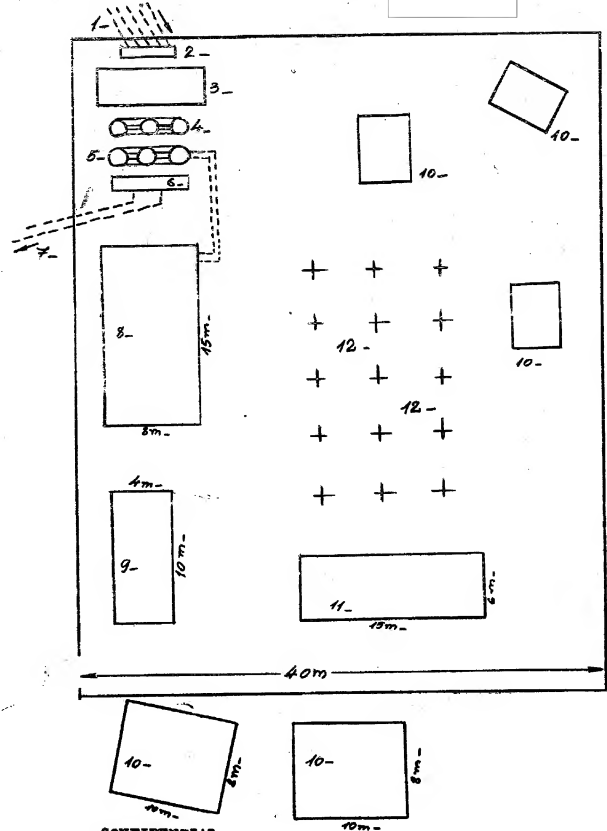 1-
2-
3-
4-
5-
6-
7-
8-
15m-
8m-
4m-
9-
10m-
10-
10-
10-
12-
12-
11-
6m-
15m-
40m
10-
8m-
10m-
10-
8m-
10m-